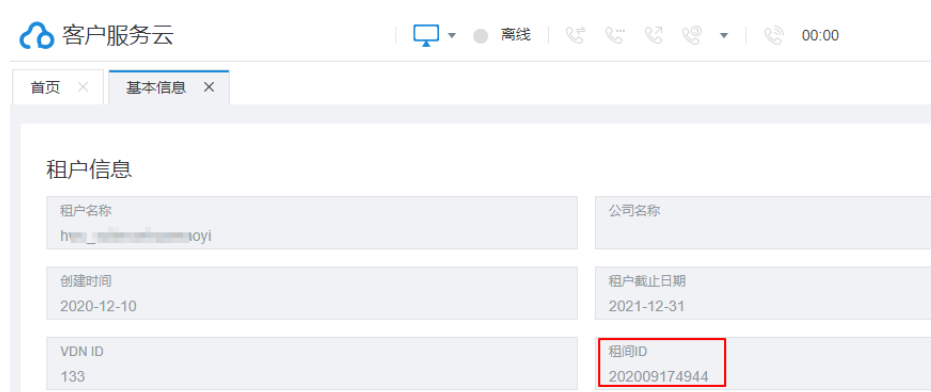 客户服务云
离线
00:00
首页
基本信息
租户信息
租户名称
公司名称
创建时间
2020-12-10
租户截止日期
2021-12-31
VDN ID
133
租间ID
202009174944